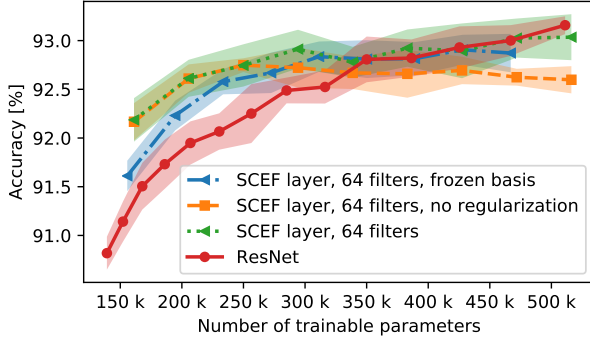 Accuracy [%]
93.0
92.5
92.0
91.5
91.0
SCEF layer, 64 filters, frozen basis
SCEF layer, 64 filters, no regularization
SCEF layer, 64 filters
ResNet
150 k 200 k 250 k 300 k 350 k 400 k 450 k 500 k
Number of trainable parameters